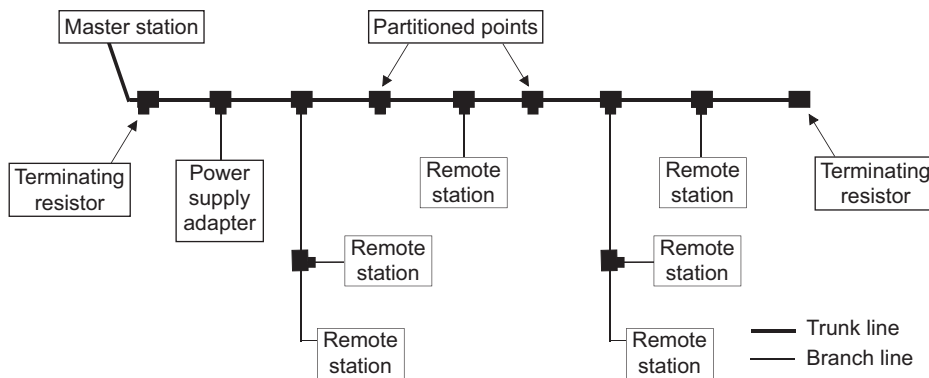 Master station
Partitioned points
Terminating
resistor
Power
supply
adapter
Remote
station
Remote
station
Terminating
resistor
Remote
station
Remote
station
Remote
station
Remote
station
Trunk line
Branch line